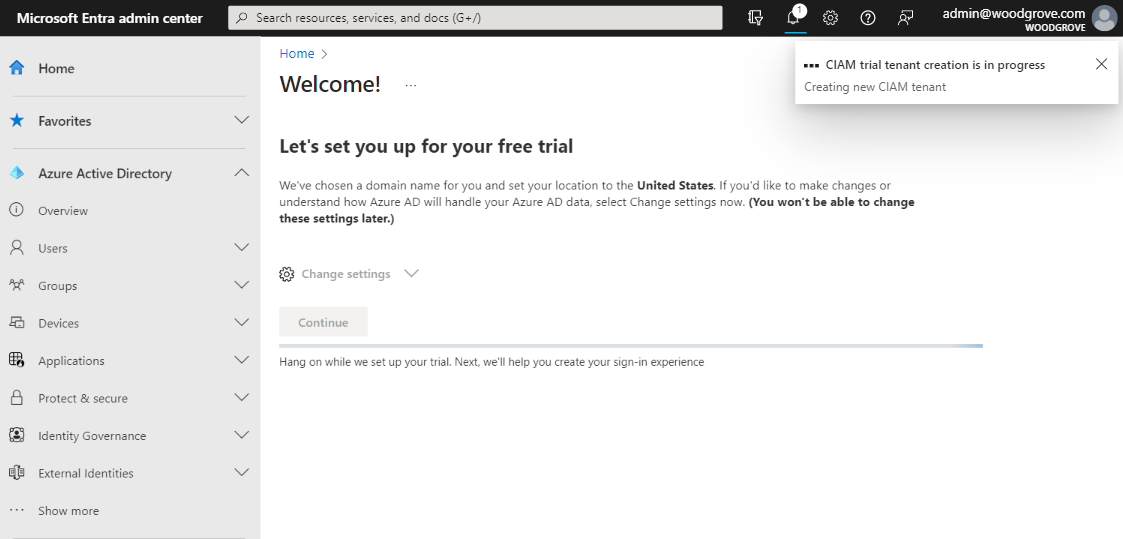 Microsoft Entra admin center
Search resources, services, and docs (G+/)
1
admin@woodgrove.com
WOODGROVE
Home
Favorites
Azure Active Directory
Overview
Users
Groups
Devices
Applications
Protect & secure
Identity Governance
External Identities
Show more
Home >
Welcome! ...
CIAM trial tenant creation is in progress
Creating new CIAM tenant
Let's set you up for your free trial
We've chosen a domain name for you and set your location to the United States. If you'd like to make changes or
understand how Azure AD will handle your Azure AD data, select Change settings now. (You won't be able to change
these settings later.)
Change settings
Continue
Hang on while we set up your trial. Next, we'll help you create your sign-in experience